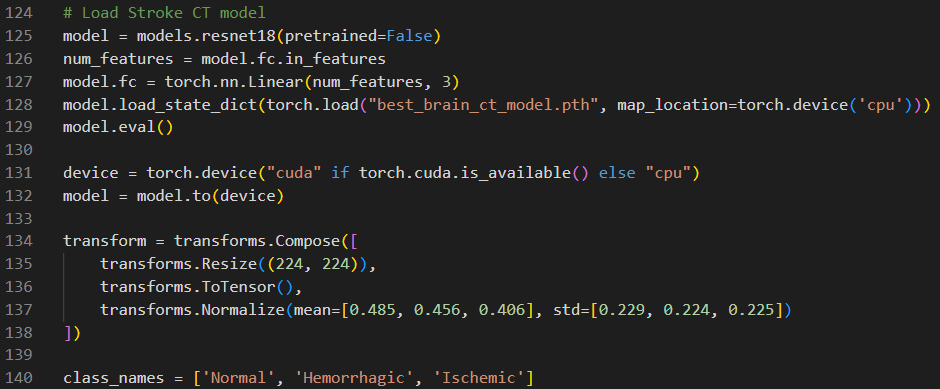 124 # Load Stroke CT model
125 model = models.resnet18(pretrained=False)
126 num_features = model.fc.in_features
127 model.fc = torch.nn.Linear(num_features, 3)
128 model.load_state_dict(torch.load("best_brain_ct_model.pth", map_location=torch.device('cpu')))
129 model.eval()
130
131 device = torch.device("cuda" if torch.cuda.is_available() else "cpu")
132 model = model.to(device)
133
134 transform = transforms.Compose([
135     transforms.Resize((224, 224)),
136     transforms.ToTensor(),
137     transforms.Normalize(mean=[0.485, 0.456, 0.406], std=[0.229, 0.224, 0.225])
138 ])
139
140 class_names = ['Normal', 'Hemorrhagic', 'Ischemic']